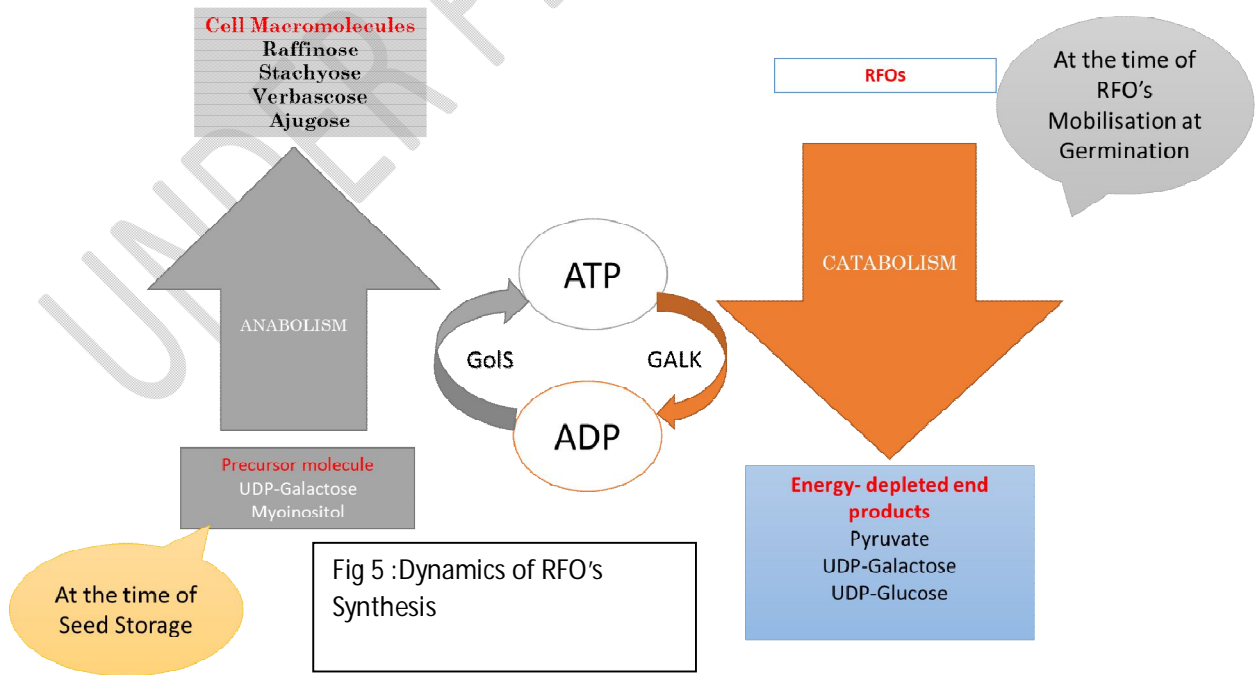 Cell Macromolecules
Raffinose
Stachyose
Verbascose
Ajugose
RFOs
At the time of
RFO's
Mobilisation at
Germination
ANABOLISM
ATP
GolS
GALK
ADP
CATABOLISM
Precursor molecule
UDP-Galactose
Myoinositol
Energy- depleted end
products
Pyruvate
UDP-Galactose
UDP-Glucose
At the time of
Seed Storage
Fig 5 :Dynamics of RFO's
Synthesis
UNDER